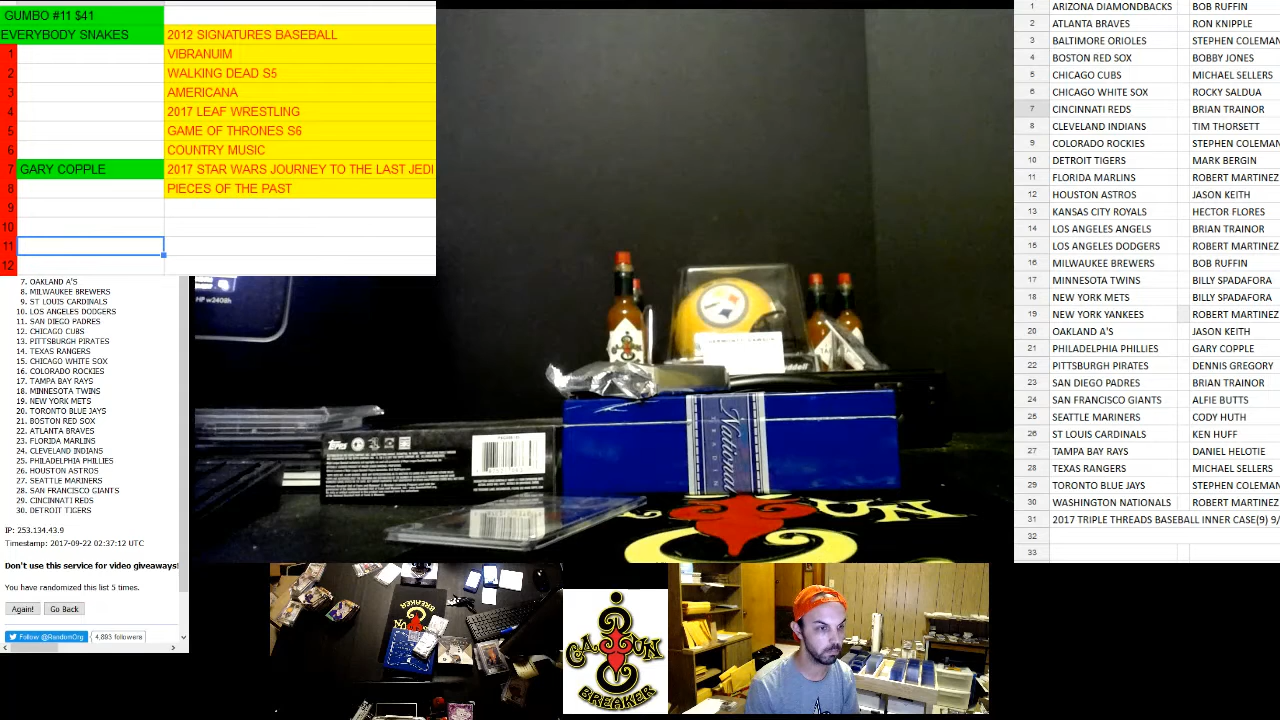 GUMBO #11 $41
EVERYBODY SNAKES
2012 SIGNATURES BASEBALL
1 VIBRANUIM
2 WALKING DEAD S5
3 AMERICANA
4 2017 LEAF WRESTLING
5 GAME OF THRONES S6
6 COUNTRY MUSIC
7 GARY COPPLE 2017 STAR WARS JOURNEY TO THE LAST JEDI
8 PIECES OF THE PAST
9
10
11
12
7. OAKLAND A'S
8. MILWAUKEE BREWERS
9. ST LOUIS CARDINALS
10. LOS ANGELES DODGERS
11. SAN DIEGO PADRES
12. CHICAGO CUBS
13. PITTSBURGH PIRATES
14. TEXAS RANGERS
15. CHICAGO WHITE SOX
16. COLORADO ROCKIES
17. TAMPA BAY RAYS
18. MINNESOTA TWINS
19. NEW YORK METS
20. TORONTO BLUE JAYS
21. BOSTON RED SOX
22. ATLANTA BRAVES
23. FLORIDA MARLINS
24. CLEVELAND INDIANS
25. PHILADELPHIA PHILLIES
26. HOUSTON ASTROS
27. SEATTLE MARINERS
28. SAN FRANCISCO GIANTS
29. CINCINNATI REDS
30. DETROIT TIGERS
IP: 253.134.43.9
Timestamp: 2017-09-22 02:37:12 UTC
Don't use this service for video giveaways!
You have randomized this list 5 times.
Again! Go Back
Follow @RandomOrg 4,893 followers
HP w2408h
Topps
National
UN
CAJUN
BREAKER
1 ARIZONA DIAMONDBACKS BOB RUFFIN
2 ATLANTA BRAVES RON KNIPPLE
3 BALTIMORE ORIOLES STEPHEN COLEMAN
4 BOSTON RED SOX BOBBY JONES
5 CHICAGO CUBS MICHAEL SELLERS
6 CHICAGO WHITE SOX ROCKY SALDUA
7 CINCINNATI REDS BRIAN TRAINOR
8 CLEVELAND INDIANS TIM THORSETT
9 COLORADO ROCKIES STEPHEN COLEMAN
10 DETROIT TIGERS MARK BERGIN
11 FLORIDA MARLINS ROBERT MARTINEZ
12 HOUSTON ASTROS JASON KEITH
13 KANSAS CITY ROYALS HECTOR FLORES
14 LOS ANGELES ANGELS BRIAN TRAINOR
15 LOS ANGELES DODGERS ROBERT MARTINEZ
16 MILWAUKEE BREWERS BOB RUFFIN
17 MINNESOTA TWINS BILLY SPADAFORA
18 NEW YORK METS BILLY SPADAFORA
19 NEW YORK YANKEES ROBERT MARTINEZ
20 OAKLAND A'S JASON KEITH
21 PHILADELPHIA PHILLIES GARY COPPLE
22 PITTSBURGH PIRATES DENNIS GREGORY
23 SAN DIEGO PADRES BRIAN TRAINOR
24 SAN FRANCISCO GIANTS ALFIE BUTTS
25 SEATTLE MARINERS CODY HUTH
26 ST LOUIS CARDINALS KEN HUFF
27 TAMPA BAY RAYS DANIEL HELOTIE
28 TEXAS RANGERS MICHAEL SELLERS
29 TORONTO BLUE JAYS STEPHEN COLEMAN
30 WASHINGTON NATIONALS ROBERT MARTINEZ
31 2017 TRIPLE THREADS BASEBALL INNER CASE(9) 9/
32
33